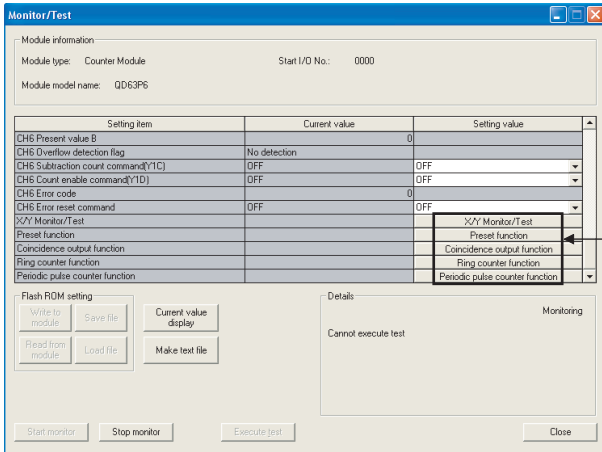 Monitor/Test
Module information
Module type: Counter Module Start I/O No.: 0000
Module model name: QD63P6
Setting item Current value Setting value
CH6 Present value B 0
CH6 Overflow detection flag No detection
CH6 Subtraction count command(Y1C) OFF OFF
CH6 Count enable command(Y1D) OFF OFF
CH6 Error code 0
CH6 Error reset command OFF OFF
X/Y Monitor/Test X/Y Monitor/Test
Preset function Preset function
Coincidence output function Coincidence output function
Ring counter function Ring counter function
Periodic pulse counter function Periodic pulse counter function
Flash ROM setting
Write to module
Save file
Current value display
Read from module
Load file
Make text file
Details
Monitoring
Cannot execute test
Start monitor Stop monitor Execute test Close